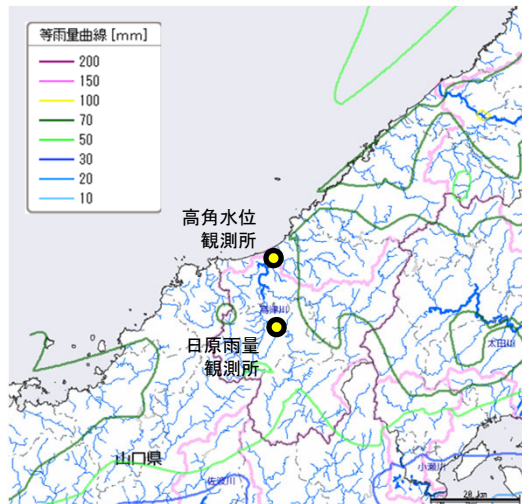 等雨量曲線 [mm]
200
150
100
70
50
30
20
10
高角水位
観測所
高津川
日原雨量
観測所
太田川
山口県
佐波川
小瀬川
20 km